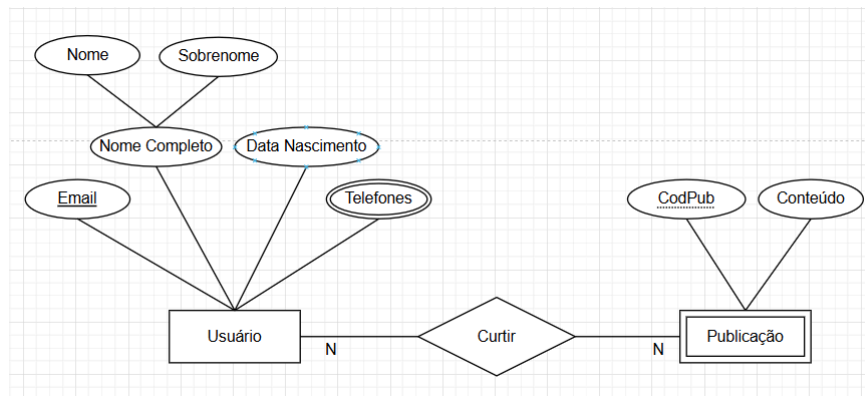 Nome
Sobrenome
Nome Completo
Data Nascimento
Email
Telefones
CodPub
Conteúdo
Usuário
N
Curtir
N
Publicação